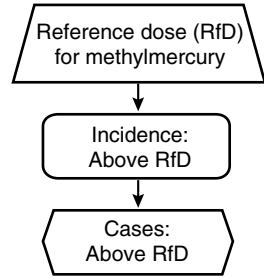 Reference dose (RfD)
for methylmercury
Incidence:
Above RfD
Cases:
Above RfD